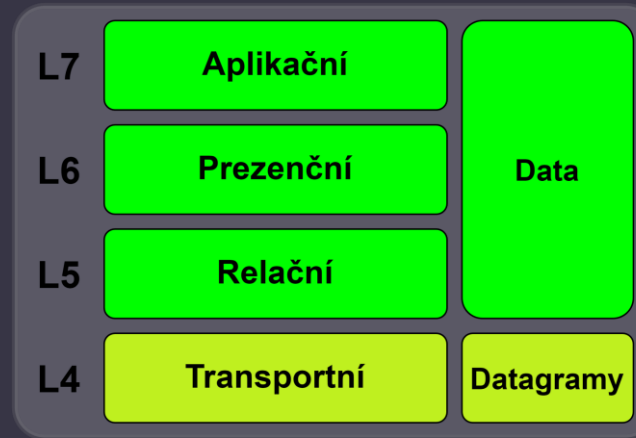 L7 Aplikační
L6 Prezenční Data
L5 Relační
L4 Transportní Datagramy